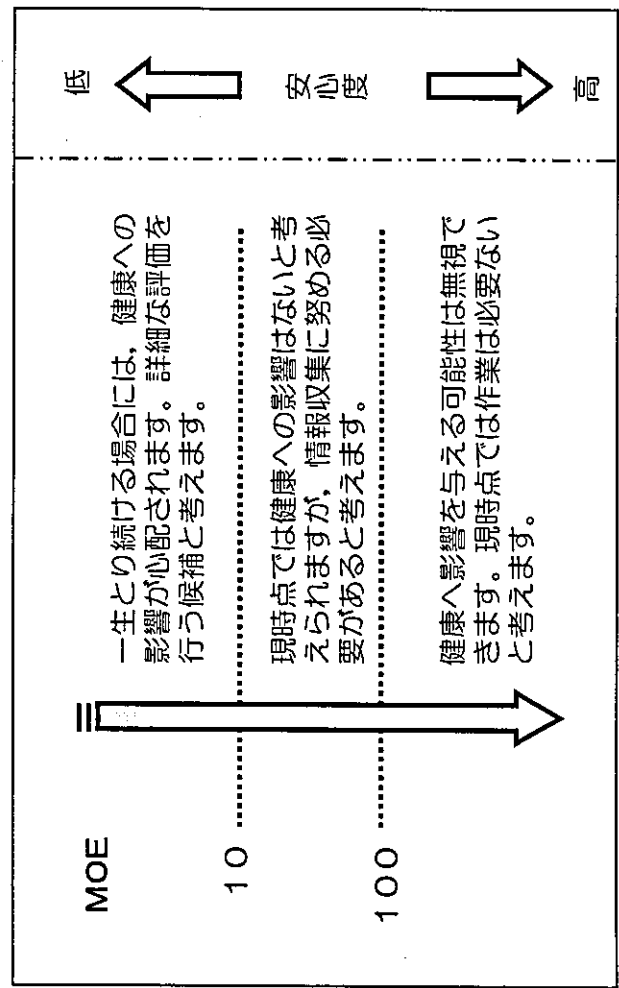 MOE
一生とり続ける場合には，健康への
影響が心配されます。詳細な評価を
行う候補と考えます。
10
現時点では健康への影響はないと考
えられますが，情報収集に努める必
要があると考えます。
100
健康へ影響を与える可能性は無視で
きます。現時点では作業は必要ない
と考えます。
低
安心度
高